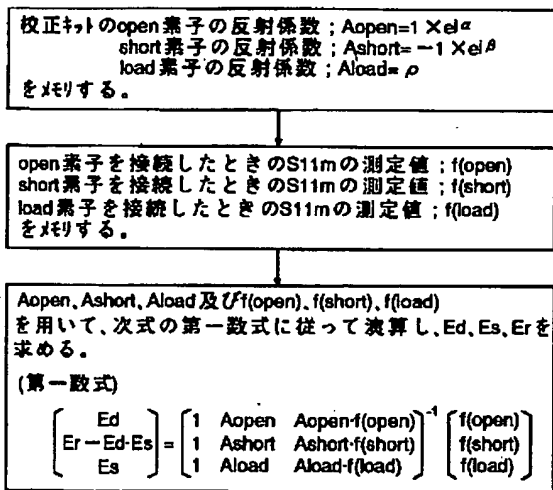 校正ｷｯﾄのopen素子の反射係数；Aopen=1×ejα
short素子の反射係数；Ashort=－1×ejβ
load素子の反射係数；Aload=ρ
をﾒﾓﾘする。
open素子を接続したときのS11mの測定値；f(open)
short素子を接続したときのS11mの測定値；f(short)
load素子を接続したときのS11mの測定値；f(load)
をﾒﾓﾘする。
Aopen、Ashort、Aload及びf(open)、f(short)、f(load)
を用いて、次式の第一数式に従って演算し、Ed、Es、Erを
求める。
(第一数式)
Ed 1 Aopen Aopen·f(open) -1 f(open)
Er－Ed·Es = 1 Ashort Ashort·f(short) f(short)
Es 1 Aload Aload·f(load) f(load)